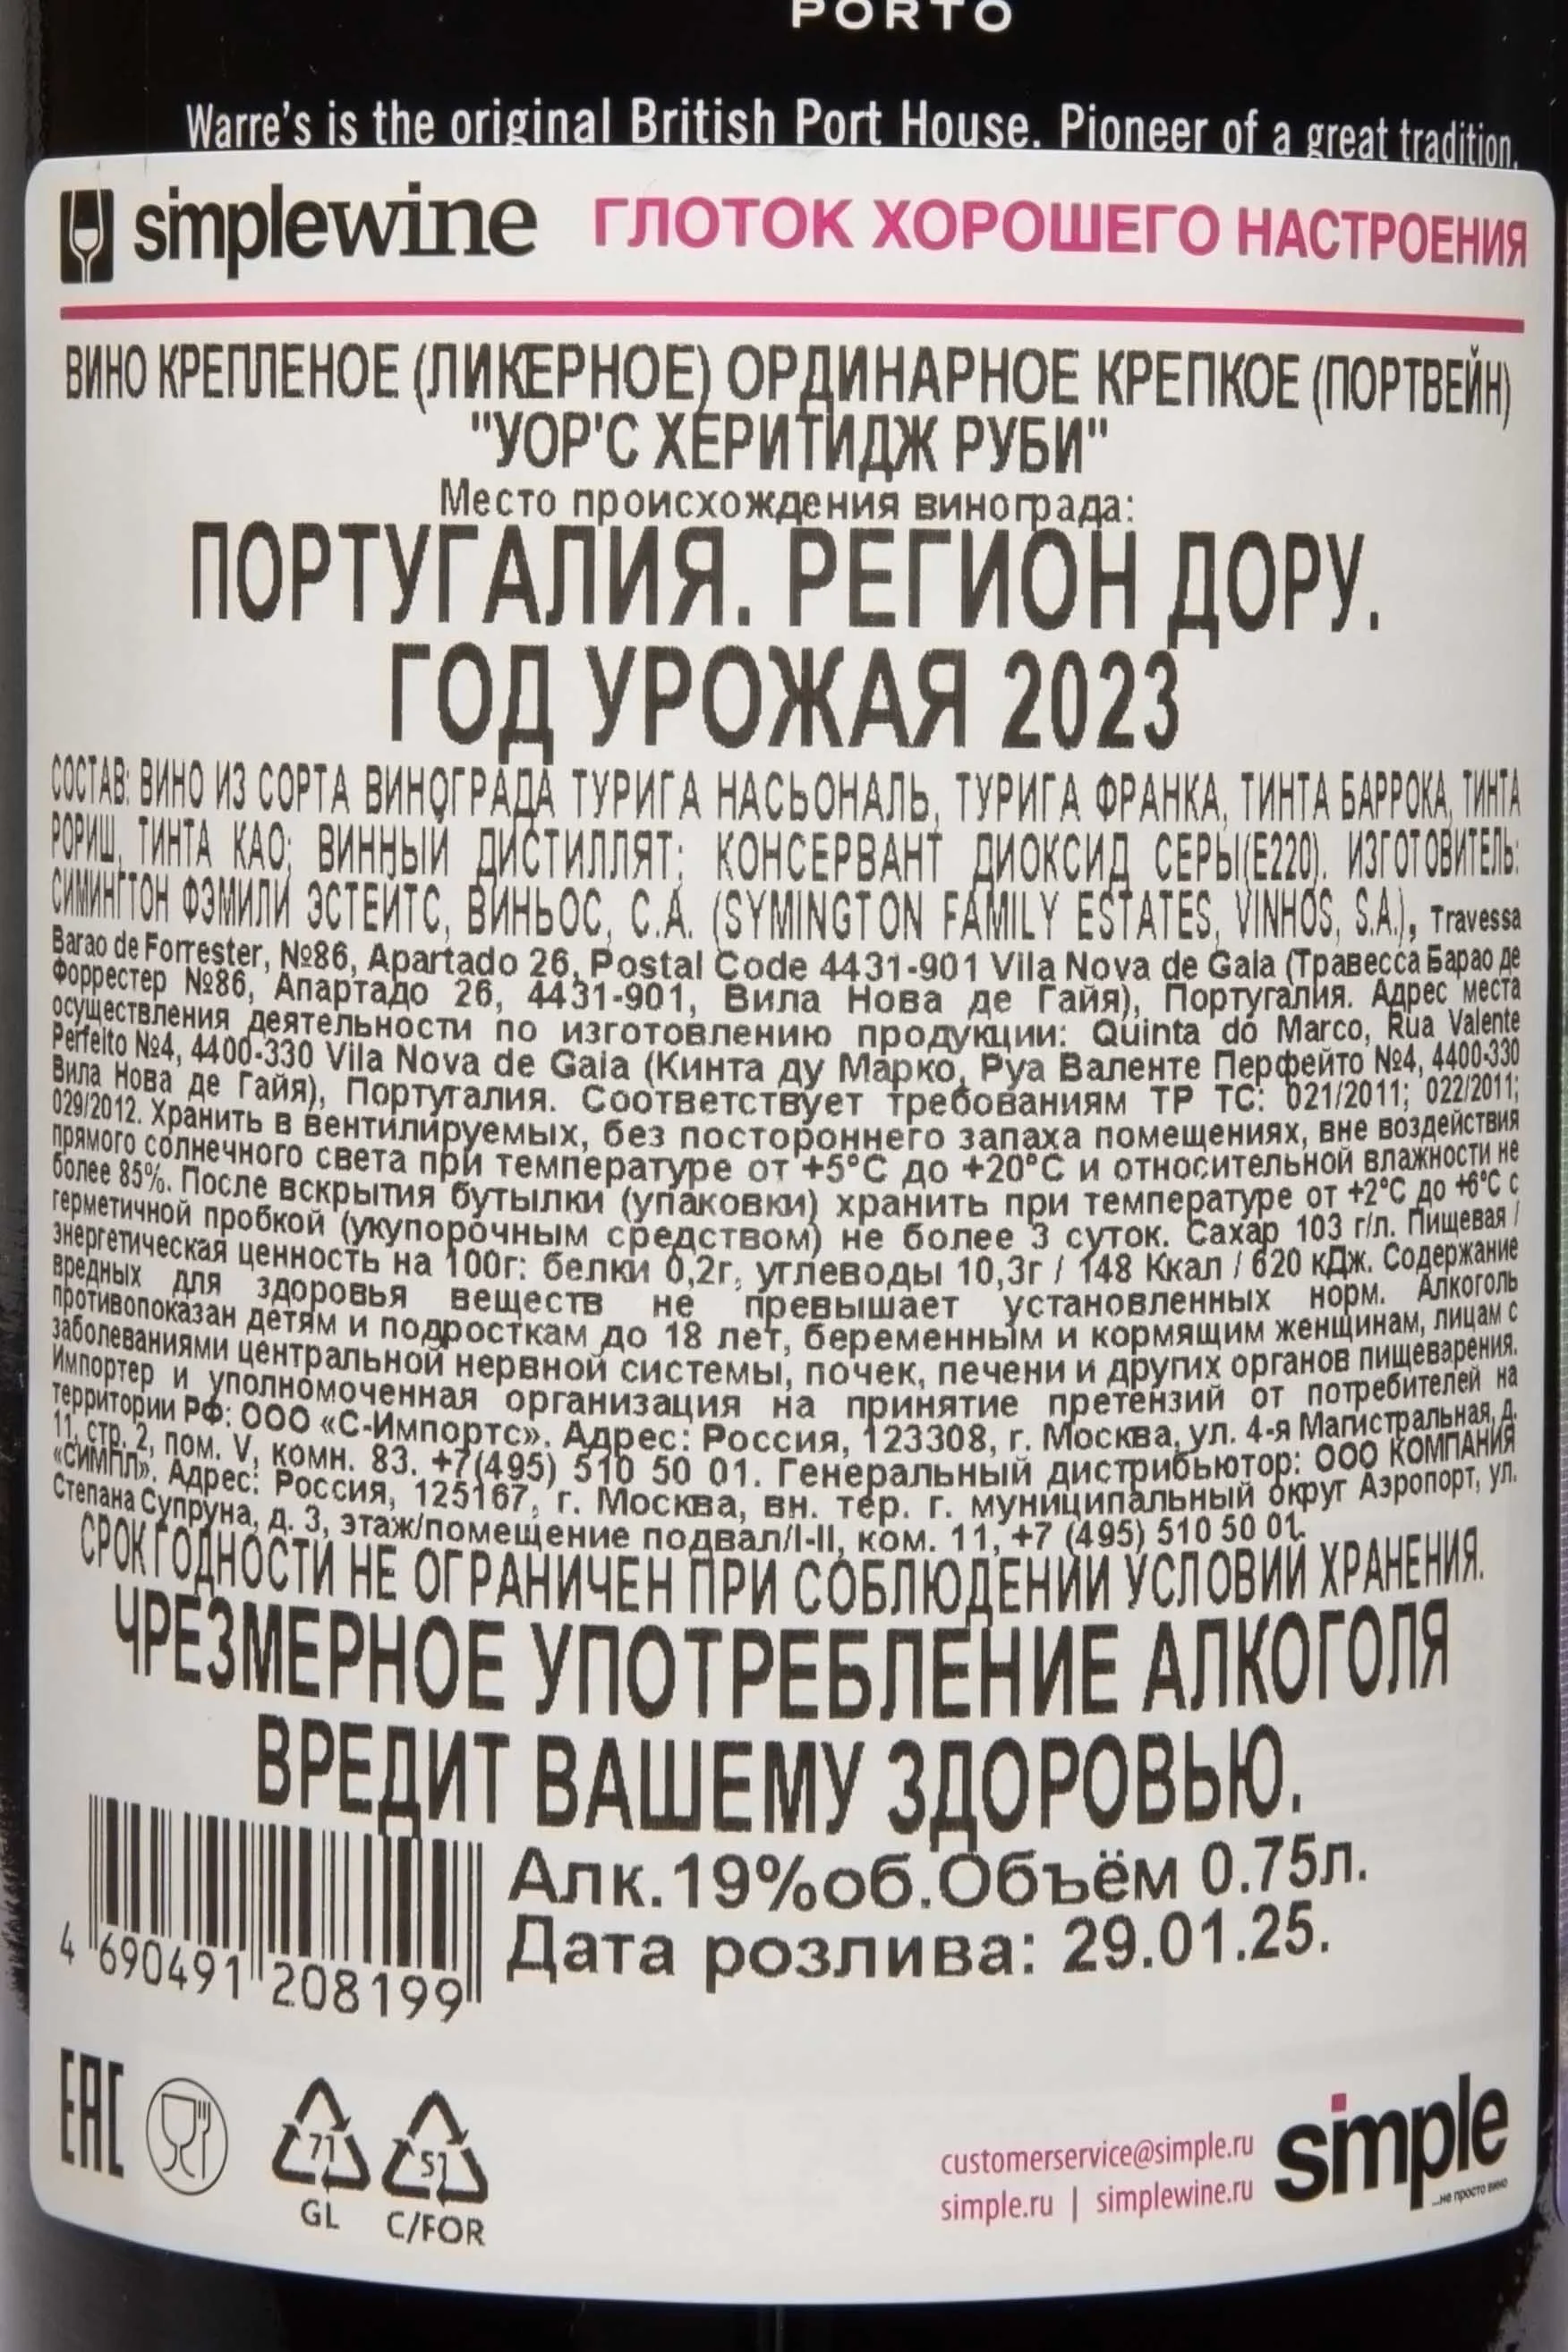 PORTO
Warre's is the original British Port House. Pioneer of a great tradition,
simplewine ГЛОТОК ХОРОШЕГО НАСТРОЕНИЯ
ВИНО КРЕПЛЕНОЕ (ЛИКЕРНОЕ) ОРДИНАРНОЕ КРЕПКОЕ (ПОРТВЕЙН)
"УОР'С ХЕРИТИДЖ РУБИ"
Место происхождения винограда:
ПОРТУГАЛИЯ. РЕГИОН ДОРУ.
ГОД УРОЖАЯ 2023
СОСТАВ: ВИНО ИЗ СОРТА ВИНОГРАДА ТУРИГА НАСЬОНАЛЬ, ТУРИГА ФРАНКА, ТИНТА БАРРОКА, ТИНТА
РОРИШ, ТИНТА КАО; ВИННЫЙ ДИСТИЛЛЯТ; КОНСЕРВАНТ ДИОКСИД СЕРЫ(Е220). ИЗГОТОВИТЕЛЬ:
СИМИНГТОН ФЭМИЛИ ЭСТЕЙТС, ВИНЬОС, С.А. (SYMINGTON FAMILY ESTATES, VINHOS, S.A.), Travessa
Barao de Forrester, №86, Apartado 26, Postal Code 4431-901 Vila Nova de Gaia (Травесса Барао де
Форрестер №86, Апартадо 26, 4431-901, Вила Нова де Гайя), Португалия. Адрес места
осуществления деятельности по изготовлению продукции: Quinta do Marco, Rua Valente
Perfeito №4, 4400-330 Vila Nova de Gaia (Кинта ду Марко, Руа Валенте Перфейто №4, 4400-330
Вила Нова де Гайя), Португалия. Соответствует требованиям ТР ТС: 021/2011; 022/2011;
029/2012. Хранить в вентилируемых, без постороннего запаха помещениях, вне воздействия
прямого солнечного света при температуре от +5°С до +20°С и относительной влажности не
более 85%. После вскрытия бутылки (упаковки) хранить при температуре от +2°С до +6°С с
герметичной пробкой (укупорочным средством) не более 3 суток. Сахар 103 г/л. Пищевая /
энергетическая ценность на 100г: белки 0,2г, углеводы 10,3г / 148 Ккал / 620 кДж. Содержание
вредных для здоровья веществ не превышает установленных норм. Алкоголь
противопоказан детям и подросткам до 18 лет, беременным и кормящим женщинам, лицам с
заболеваниями центральной нервной системы, почек, печени и других органов пищеварения.
Импортер и уполномоченная организация на принятие претензий от потребителей на
территории РФ: ООО «С-Импортс». Адрес: Россия, 123308, г. Москва, ул. 4-я Магистральная, д.
11, стр. 2, пом. V, комн. 83. +7(495) 510 50 01. Генеральный дистрибьютор: ООО КОМПАНИЯ
«СИМПЛ». Адрес: Россия, 125167, г. Москва, вн. тер. г. муниципальный округ Аэропорт, ул.
Степана Супруна, д. 3, этаж/помещение подвал/I-II, ком. 11, +7 (495) 510 50 01.
СРОК ГОДНОСТИ НЕ ОГРАНИЧЕН ПРИ СОБЛЮДЕНИИ УСЛОВИЙ ХРАНЕНИЯ.
ЧРЕЗМЕРНОЕ УПОТРЕБЛЕНИЕ АЛКОГОЛЯ
ВРЕДИТ ВАШЕМУ ЗДОРОВЬЮ.
Алк.19%об.Объём 0.75л.
Дата розлива: 29.01.25.
4 690491 208199
EAC
71 51
GL C/FOR
customerservice@simple.ru
simple.ru | simplewine.ru
simple
...не просто вино